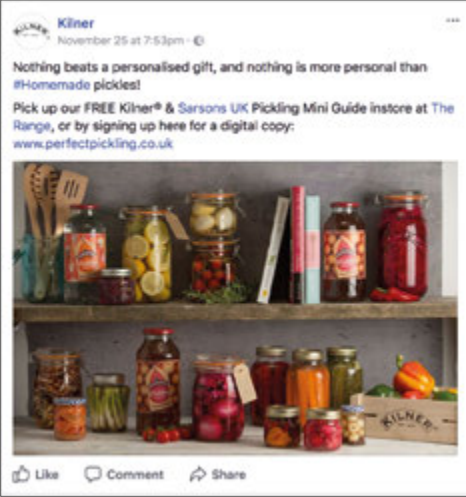 KILNER
Kilner
November 25 at 7:53pm ·
Nothing beats a personalised gift, and nothing is more personal than
#Homemade pickles!
Pick up our FREE Kilner® & Sarsons UK Pickling Mini Guide instore at The
Range, or by signing up here for a digital copy:
www.perfectpickling.co.uk
KILNER
Like Comment Share